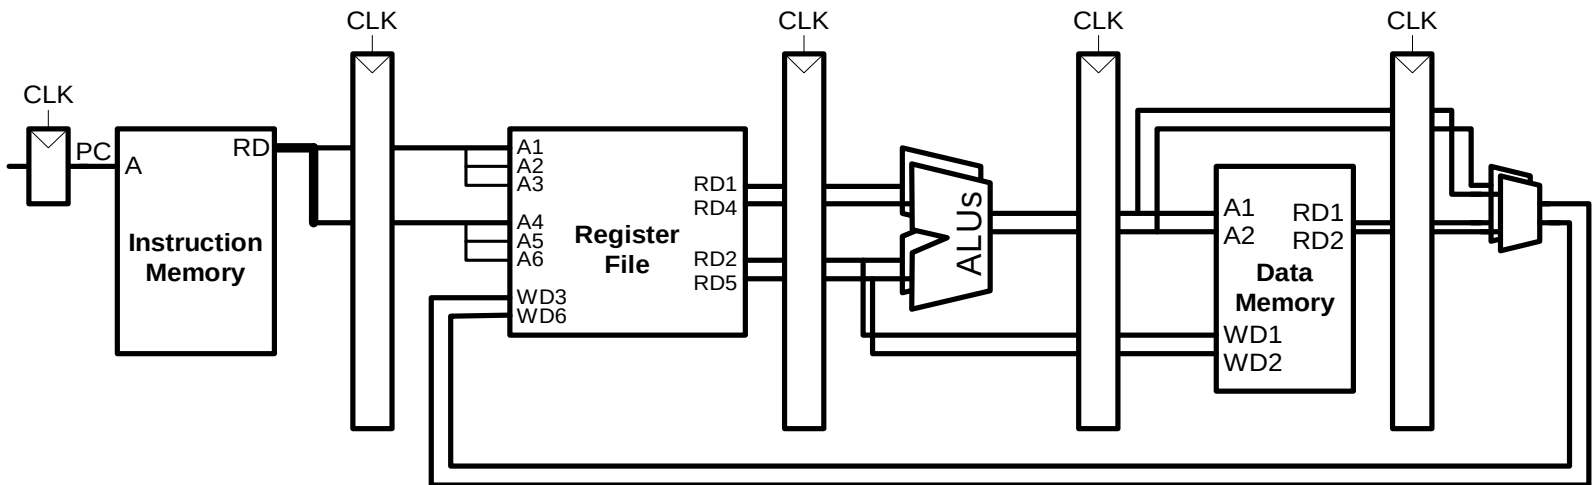 CLK
CLK
CLK
CLK
CLK
PC
A
RD
Instruction
Memory
A1
A2
A3
A4
A5
A6
WD3
WD6
Register
File
RD1
RD4
RD2
RD5
ALUs
A1
A2
RD1
RD2
Data
Memory
WD1
WD2